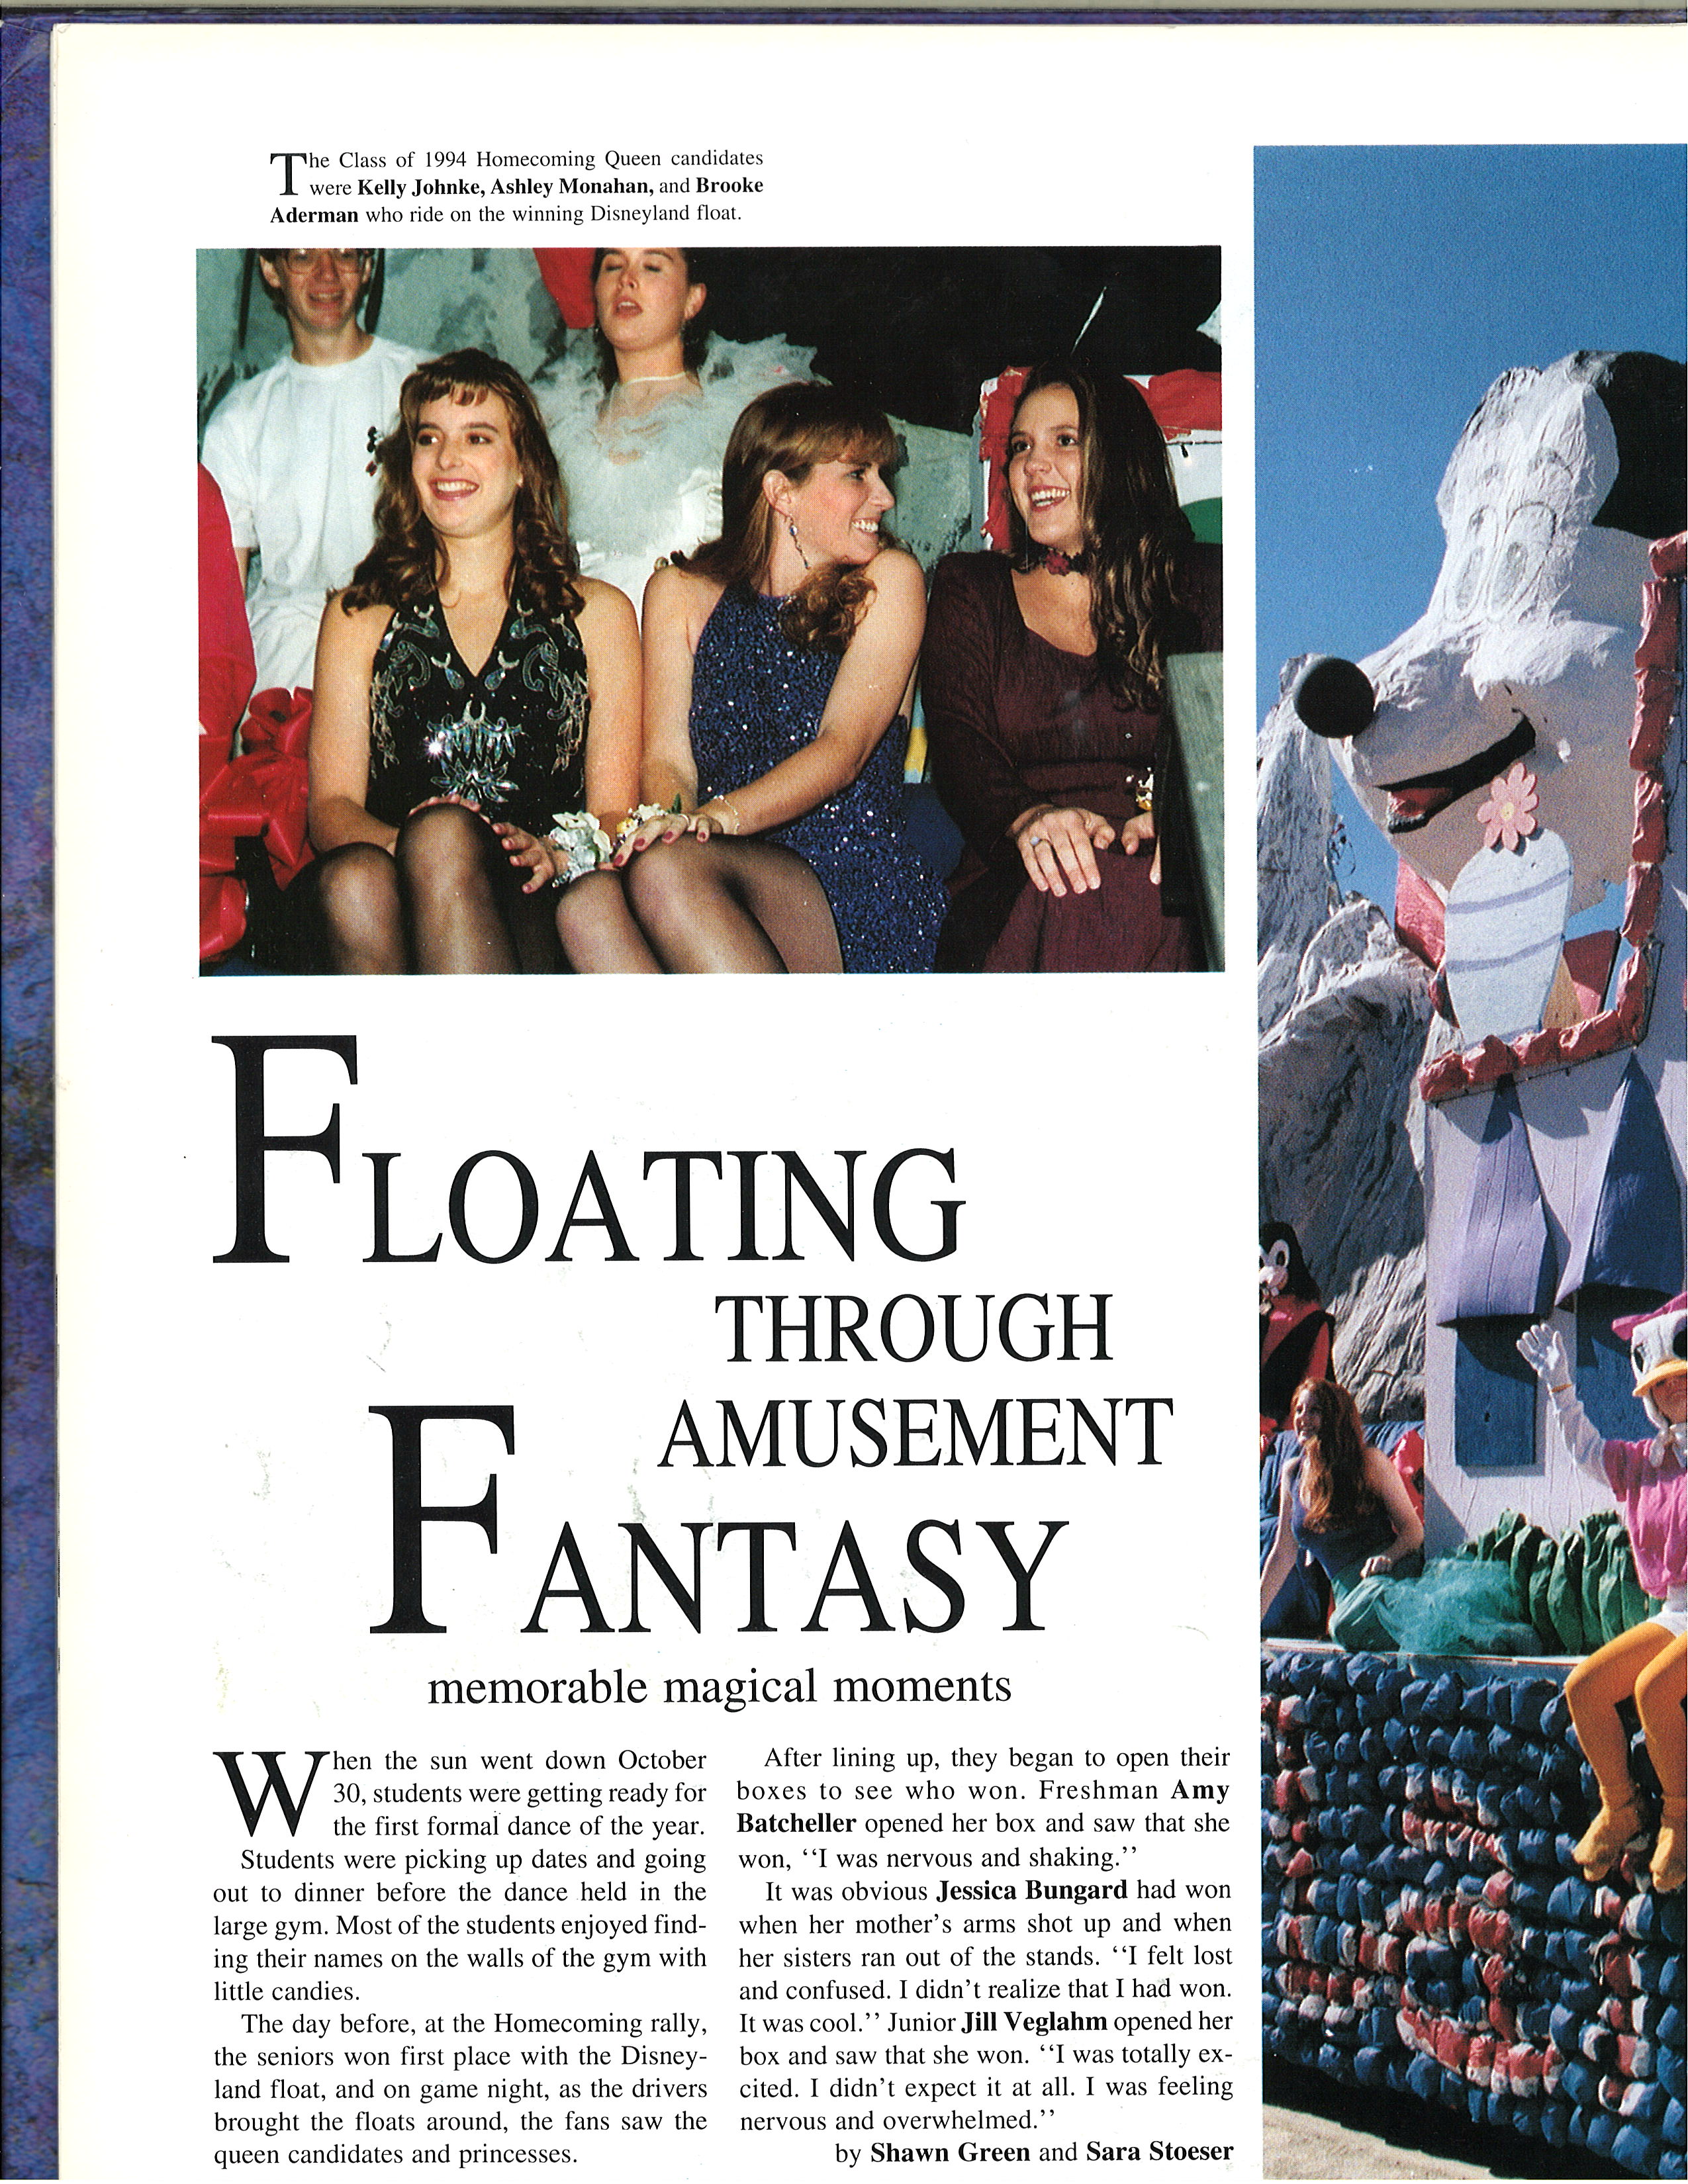 The Class of 1994 Homecoming Queen candidates
were Kelly Johnke, Ashley Monahan, and Brooke
Aderman who ride on the winning Disneyland float.
FLOATING
THROUGH
AMUSEMENT
FANTASY
memorable magical moments
When the sun went down October
30, students were getting ready for
the first formal dance of the year.
Students were picking up dates and going
out to dinner before the dance held in the
large gym. Most of the students enjoyed find-
ing their names on the walls of the gym with
little candies.
The day before, at the Homecoming rally,
the seniors won first place with the Disney-
land float, and on game night, as the drivers
brought the floats around, the fans saw the
queen candidates and princesses.
After lining up, they began to open their
boxes to see who won. Freshman Amy
Batcheller opened her box and saw that she
won, ‘‘I was nervous and shaking.’’
It was obvious Jessica Bungard had won
when her mother’s arms shot up and when
her sisters ran out of the stands. ‘‘I felt lost
and confused. I didn’t realize that I had won.
It was cool.’’ Junior Jill Veglahm opened her
box and saw that she won. ‘‘I was totally ex-
cited. I didn’t expect it at all. I was feeling
nervous and overwhelmed.’’
by Shawn Green and Sara Stoeser